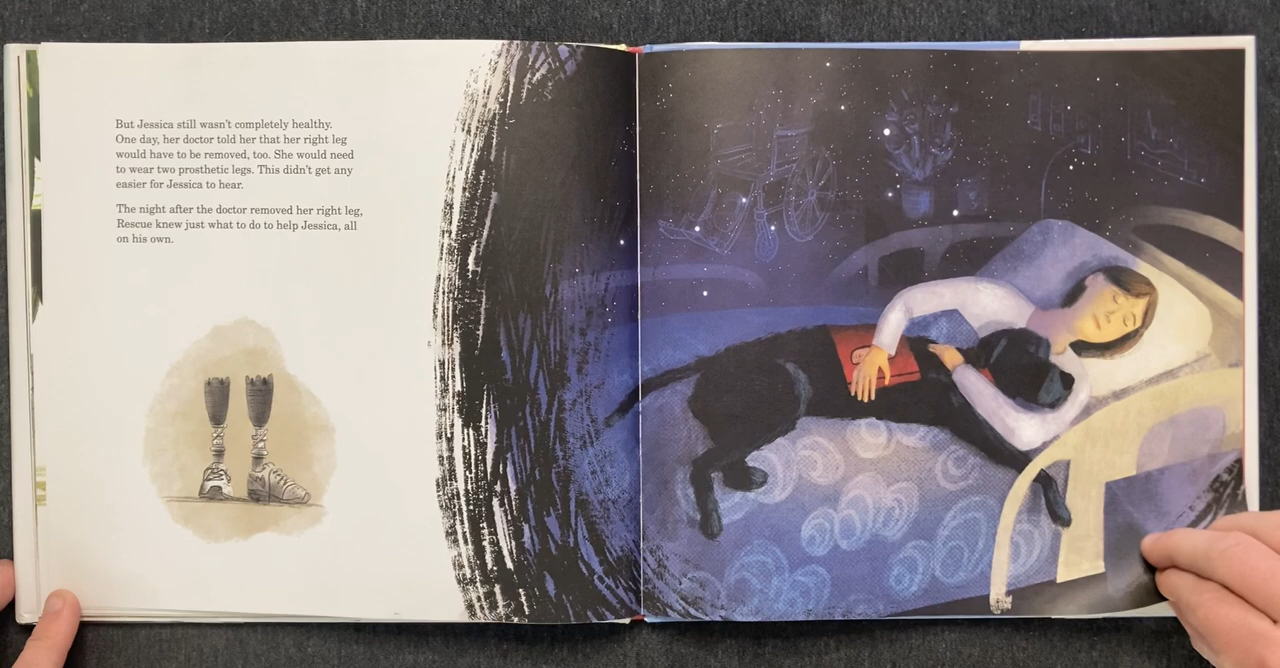 But Jessica still wasn't completely healthy.
One day, her doctor told her that her right leg
would have to be removed, too. She would need
to wear two prosthetic legs. This didn't get any
easier for Jessica to hear.
The night after the doctor removed her right leg,
Rescue knew just what to do to help Jessica, all
on his own.